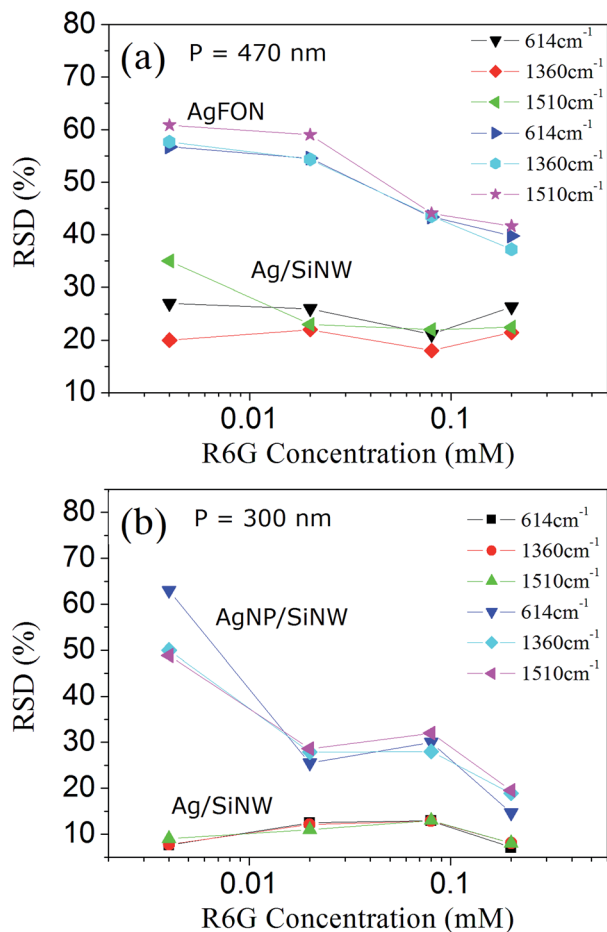 80
(a)
P = 470 nm
614cm⁻¹
1360cm⁻¹
1510cm⁻¹
614cm⁻¹
1360cm⁻¹
1510cm⁻¹
70
AgFON
60
50
40
Ag/SiNW
30
20
10
RSD (%)
0.01
0.1
R6G Concentration (mM)
80
(b)
P = 300 nm
614cm⁻¹
1360cm⁻¹
1510cm⁻¹
614cm⁻¹
1360cm⁻¹
1510cm⁻¹
70
60
AgNP/SiNW
50
40
30
20
Ag/SiNW
10
RSD (%)
0.01
0.1
R6G Concentration (mM)